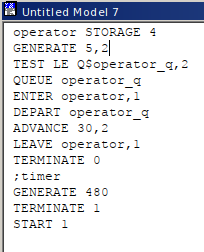 Untitled Model 7
operator STORAGE 4
GENERATE 5,2
TEST LE Q$operator_q,2
QUEUE operator_q
ENTER operator,1
DEPART operator_q
ADVANCE 30,2
LEAVE operator,1
TERMINATE 0
;timer
GENERATE 480
TERMINATE 1
START 1